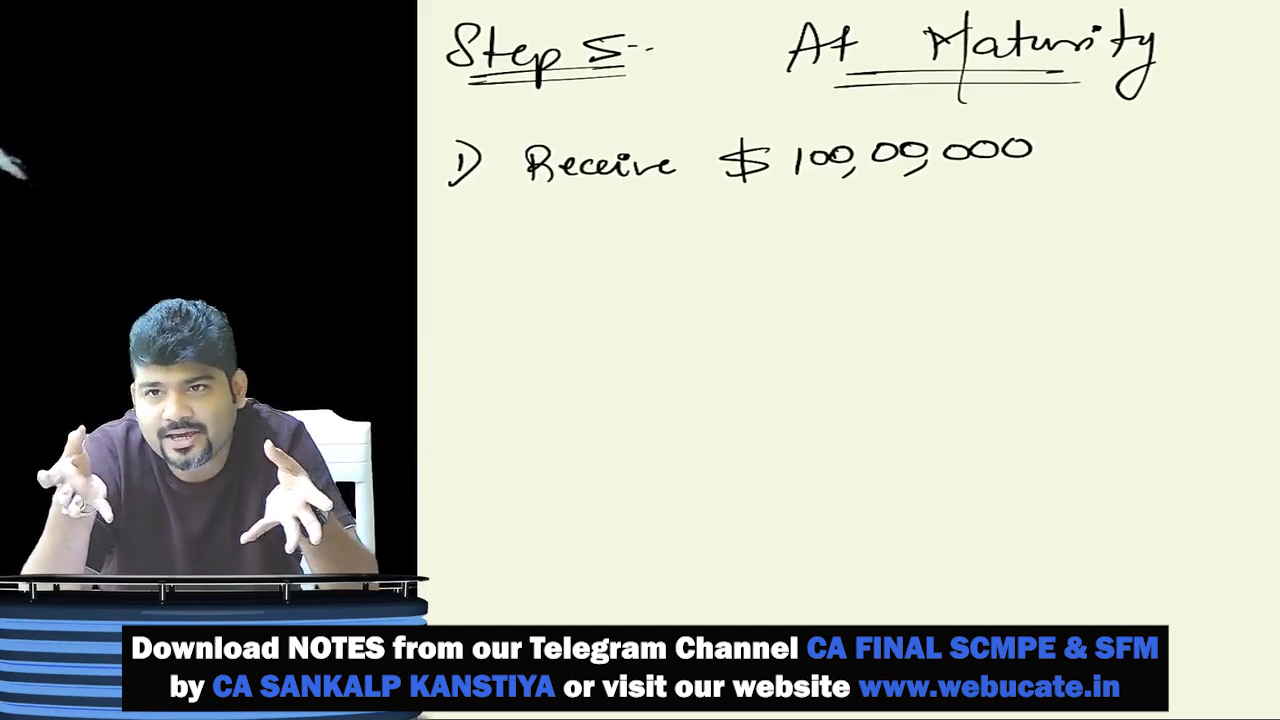 Step 5:- At Maturity
1) Receive $ 100,00,000
Download NOTES from our Telegram Channel CA FINAL SCMPE & SFM
by CA SANKALP KANSTIYA or visit our website www.webucate.in